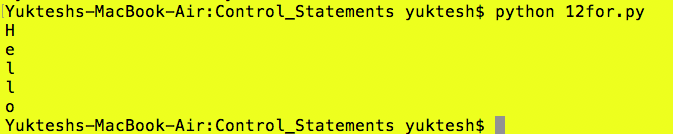 Yukteshs-MacBook-Air:Control_Statements yuktesh$ python 12for.py
H
e
l
l
o
Yukteshs-MacBook-Air:Control_Statements yuktesh$